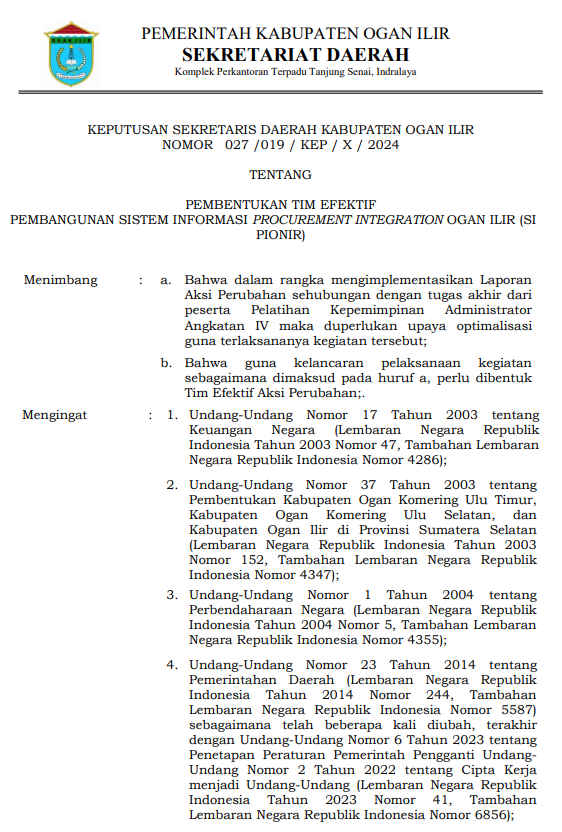 PEMERINTAH KABUPATEN OGAN ILIR
SEKRETARIAT DAERAH
Komplek Perkantoran Terpadu Tanjung Senai, Indralaya
KEPUTUSAN SEKRETARIS DAERAH KABUPATEN OGAN ILIR
NOMOR 027 /019 / KEP / X / 2024
TENTANG
PEMBENTUKAN TIM EFEKTIF
PEMBANGUNAN SISTEM INFORMASI PROCUREMENT INTEGRATION OGAN ILIR (SI
PIONIR)
Menimbang : a. Bahwa dalam rangka mengimplementasikan Laporan
Aksi Perubahan sehubungan dengan tugas akhir dari
peserta Pelatihan Kepemimpinan Administrator
Angkatan IV maka duperlukan upaya optimalisasi
guna terlaksananya kegiatan tersebut;
b. Bahwa guna kelancaran pelaksanaan kegiatan
sebagaimana dimaksud pada huruf a, perlu dibentuk
Tim Efektif Aksi Perubahan;.
Mengingat : 1. Undang-Undang Nomor 17 Tahun 2003 tentang
Keuangan Negara (Lembaran Negara Republik
Indonesia Tahun 2003 Nomor 47, Tambahan Lembaran
Negara Republik Indonesia Nomor 4286);
2. Undang-Undang Nomor 37 Tahun 2003 tentang
Pembentukan Kabupaten Ogan Komering Ulu Timur,
Kabupaten Ogan Komering Ulu Selatan, dan
Kabupaten Ogan Ilir di Provinsi Sumatera Selatan
(Lembaran Negara Republik Indonesia Tahun 2003
Nomor 152, Tambahan Lembaran Negara Republik
Indonesia Nomor 4347);
3. Undang-Undang Nomor 1 Tahun 2004 tentang
Perbendaharaan Negara (Lembaran Negara Republik
Indonesia Tahun 2004 Nomor 5, Tambahan Lembaran
Negara Republik Indonesia Nomor 4355);
4. Undang-Undang Nomor 23 Tahun 2014 tentang
Pemerintahan Daerah (Lembaran Negara Republik
Indonesia Tahun 2014 Nomor 244, Tambahan
Lembaran Negara Republik Indonesia Nomor 5587)
sebagaimana telah beberapa kali diubah, terakhir
dengan Undang-Undang Nomor 6 Tahun 2023 tentang
Penetapan Peraturan Pemerintah Pengganti Undang-
Undang Nomor 2 Tahun 2022 tentang Cipta Kerja
menjadi Undang-Undang (Lembaran Negara Republik
Indonesia Tahun 2023 Nomor 41, Tambahan
Lembaran Negara Republik Indonesia Nomor 6856);